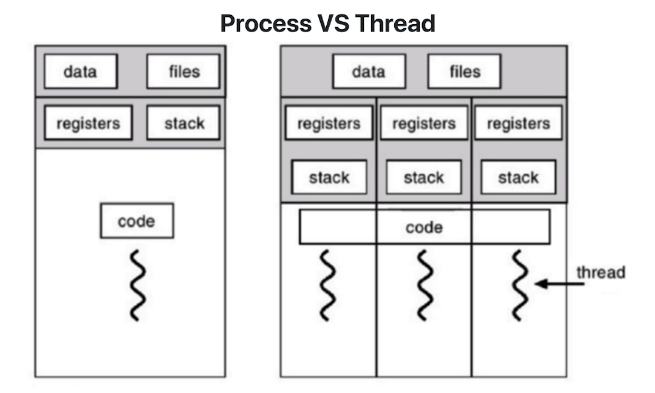 Process VS Thread
data files
registers stack
code
data files
registers registers registers
stack stack stack
code
thread